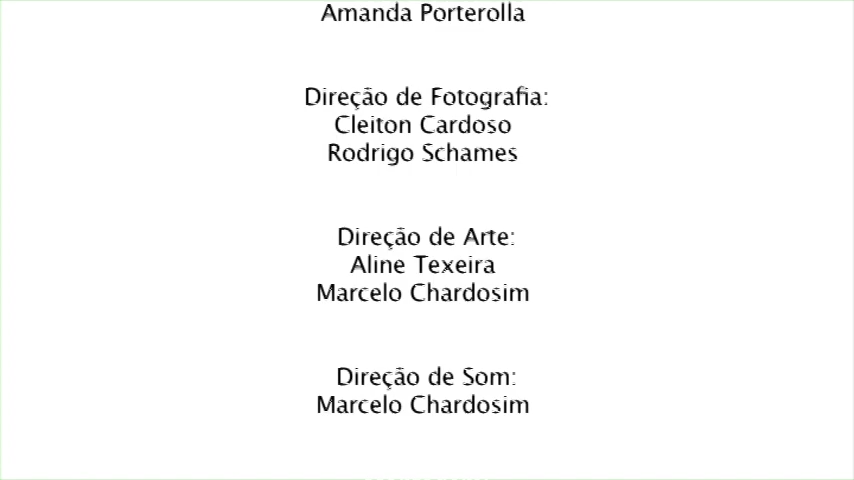 Amanda Porterolla
Direção de Fotografia:
Cleiton Cardoso
Rodrigo Schames
Direção de Arte:
Aline Texeira
Marcelo Chardosim
Direção de Som:
Marcelo Chardosim